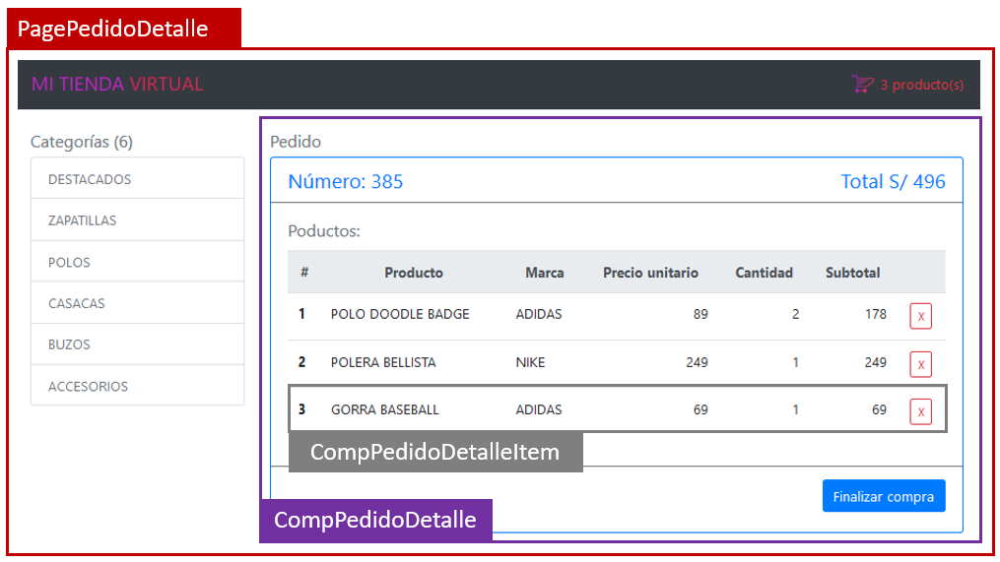 PagePedidoDetalle
MI TIENDA VIRTUAL 3 producto(s)
Categorías (6)
DESTACADOS
ZAPATILLAS
POLOS
CASACAS
BUZOS
ACCESORIOS
Pedido
Número: 385 Total S/ 496
Poductos:
# Producto Marca Precio unitario Cantidad Subtotal
1 POLO DOODLE BADGE ADIDAS 89 2 178 X
2 POLERA BELLISTA NIKE 249 1 249 X
3 GORRA BASEBALL ADIDAS 69 1 69 X
CompPedidoDetalleItem
Finalizar compra
CompPedidoDetalle